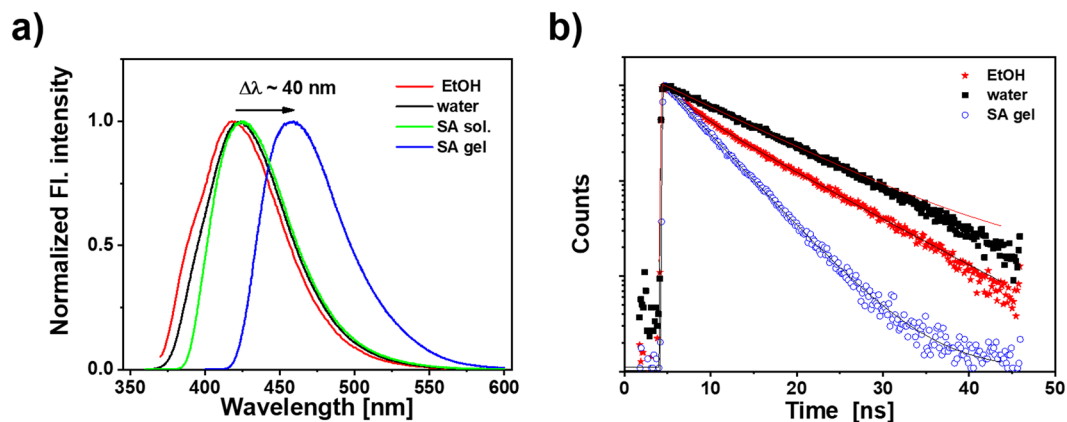 a)
Normalized Fl. intensity
1.0
0.5
0.0
Δλ ~ 40 nm
EtOH
water
SA sol.
SA gel
350 400 450 500 550 600
Wavelength [nm]
b)
Counts
EtOH
water
SA gel
0 10 20 30 40 50
Time [ns]